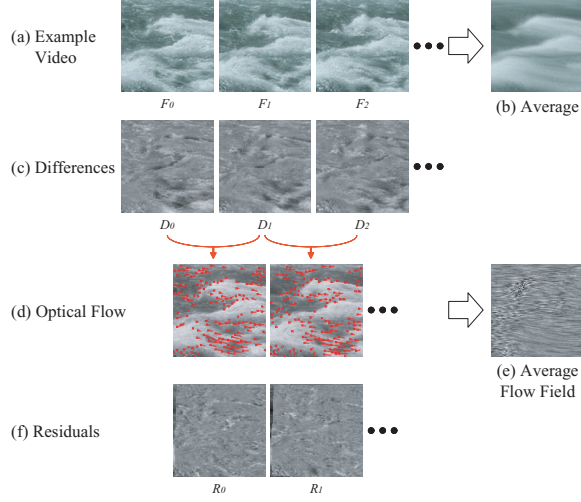 (a) Example
Video
F0
F1
F2
(b) Average
(c) Differences
D0
D1
D2
(d) Optical Flow
(e) Average
Flow Field
(f) Residuals
R0
R1